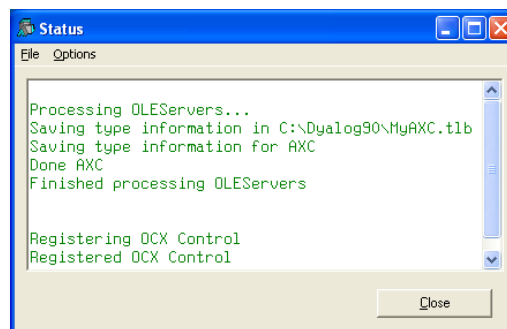 Status
File Options
Processing OLEServers...
Saving type information in C:\Dyalog90\MyAXC.tlb
Saving type information for AXC
Done AXC
Finished processing OLEServers
Registering OCX Control
Registered OCX Control
Close